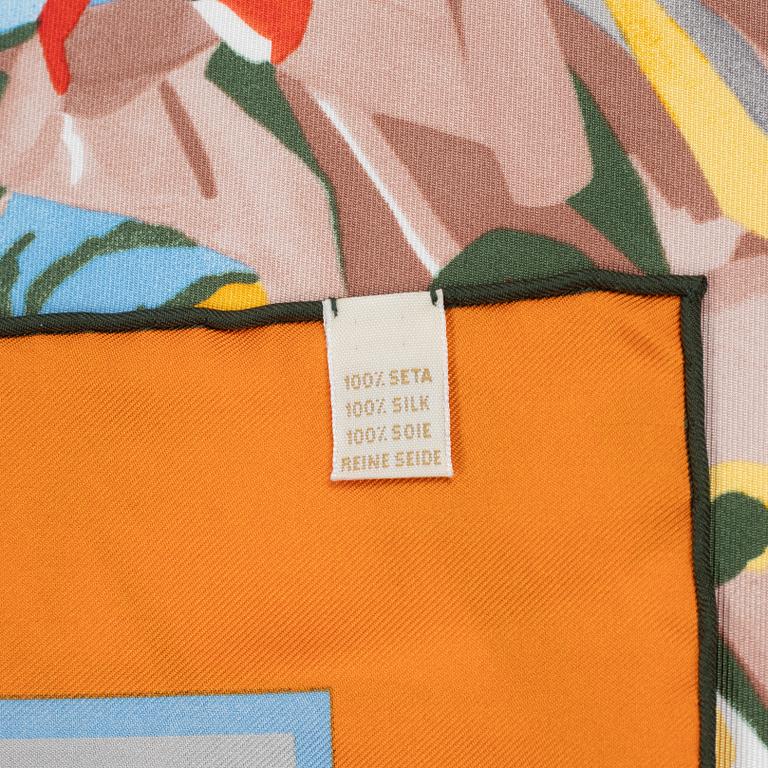 100% SETA
100% SILK
100% SOIE
REINE SEIDE